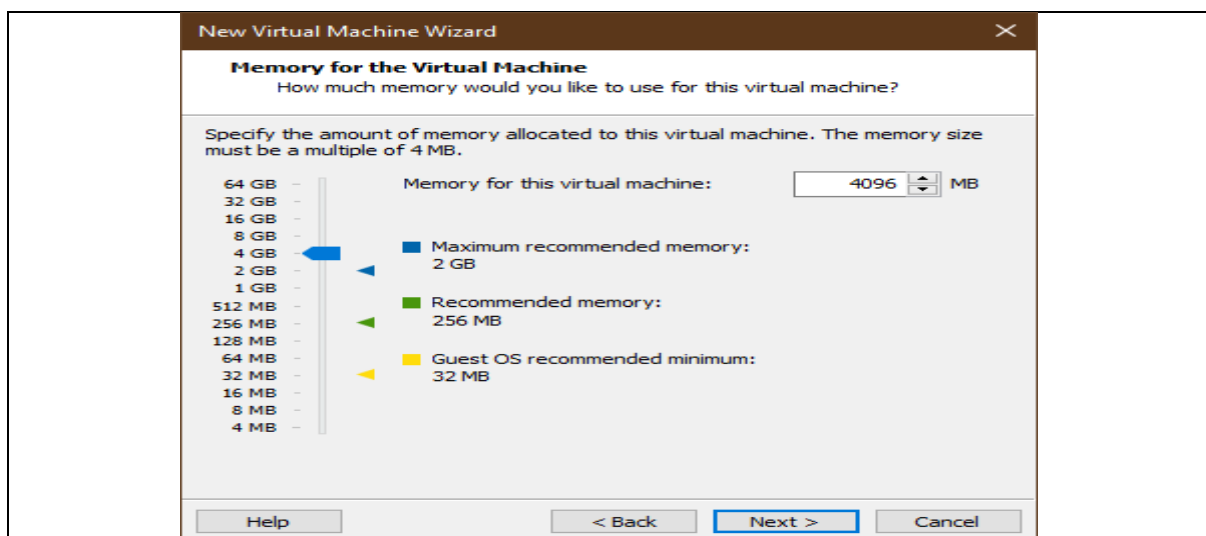 New Virtual Machine Wizard
Memory for the Virtual Machine
How much memory would you like to use for this virtual machine?
Specify the amount of memory allocated to this virtual machine. The memory size
must be a multiple of 4 MB.
Memory for this virtual machine: 4096 MB
64 GB
32 GB
16 GB
8 GB
4 GB
2 GB
1 GB
512 MB
256 MB
128 MB
64 MB
32 MB
16 MB
8 MB
4 MB
Maximum recommended memory:
2 GB
Recommended memory:
256 MB
Guest OS recommended minimum:
32 MB
Help
< Back
Next >
Cancel